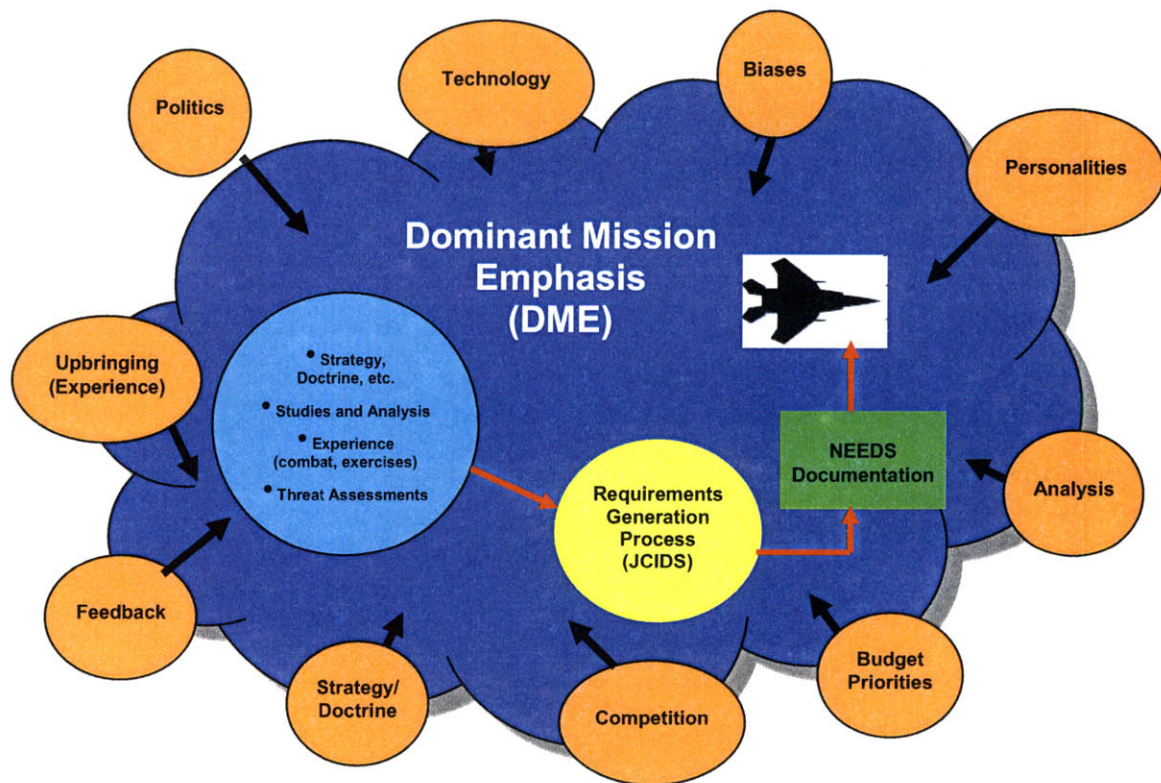 Politics
Technology
Biases
Personalities
Dominant Mission
Emphasis
(DME)
Upbringing
(Experience)
• Strategy,
Doctrine, etc.
• Studies and Analysis
• Experience
(combat, exercises)
• Threat Assessments
Requirements
Generation
Process
(JCIDS)
NEEDS
Documentation
Analysis
Feedback
Strategy/
Doctrine
Competition
Budget
Priorities